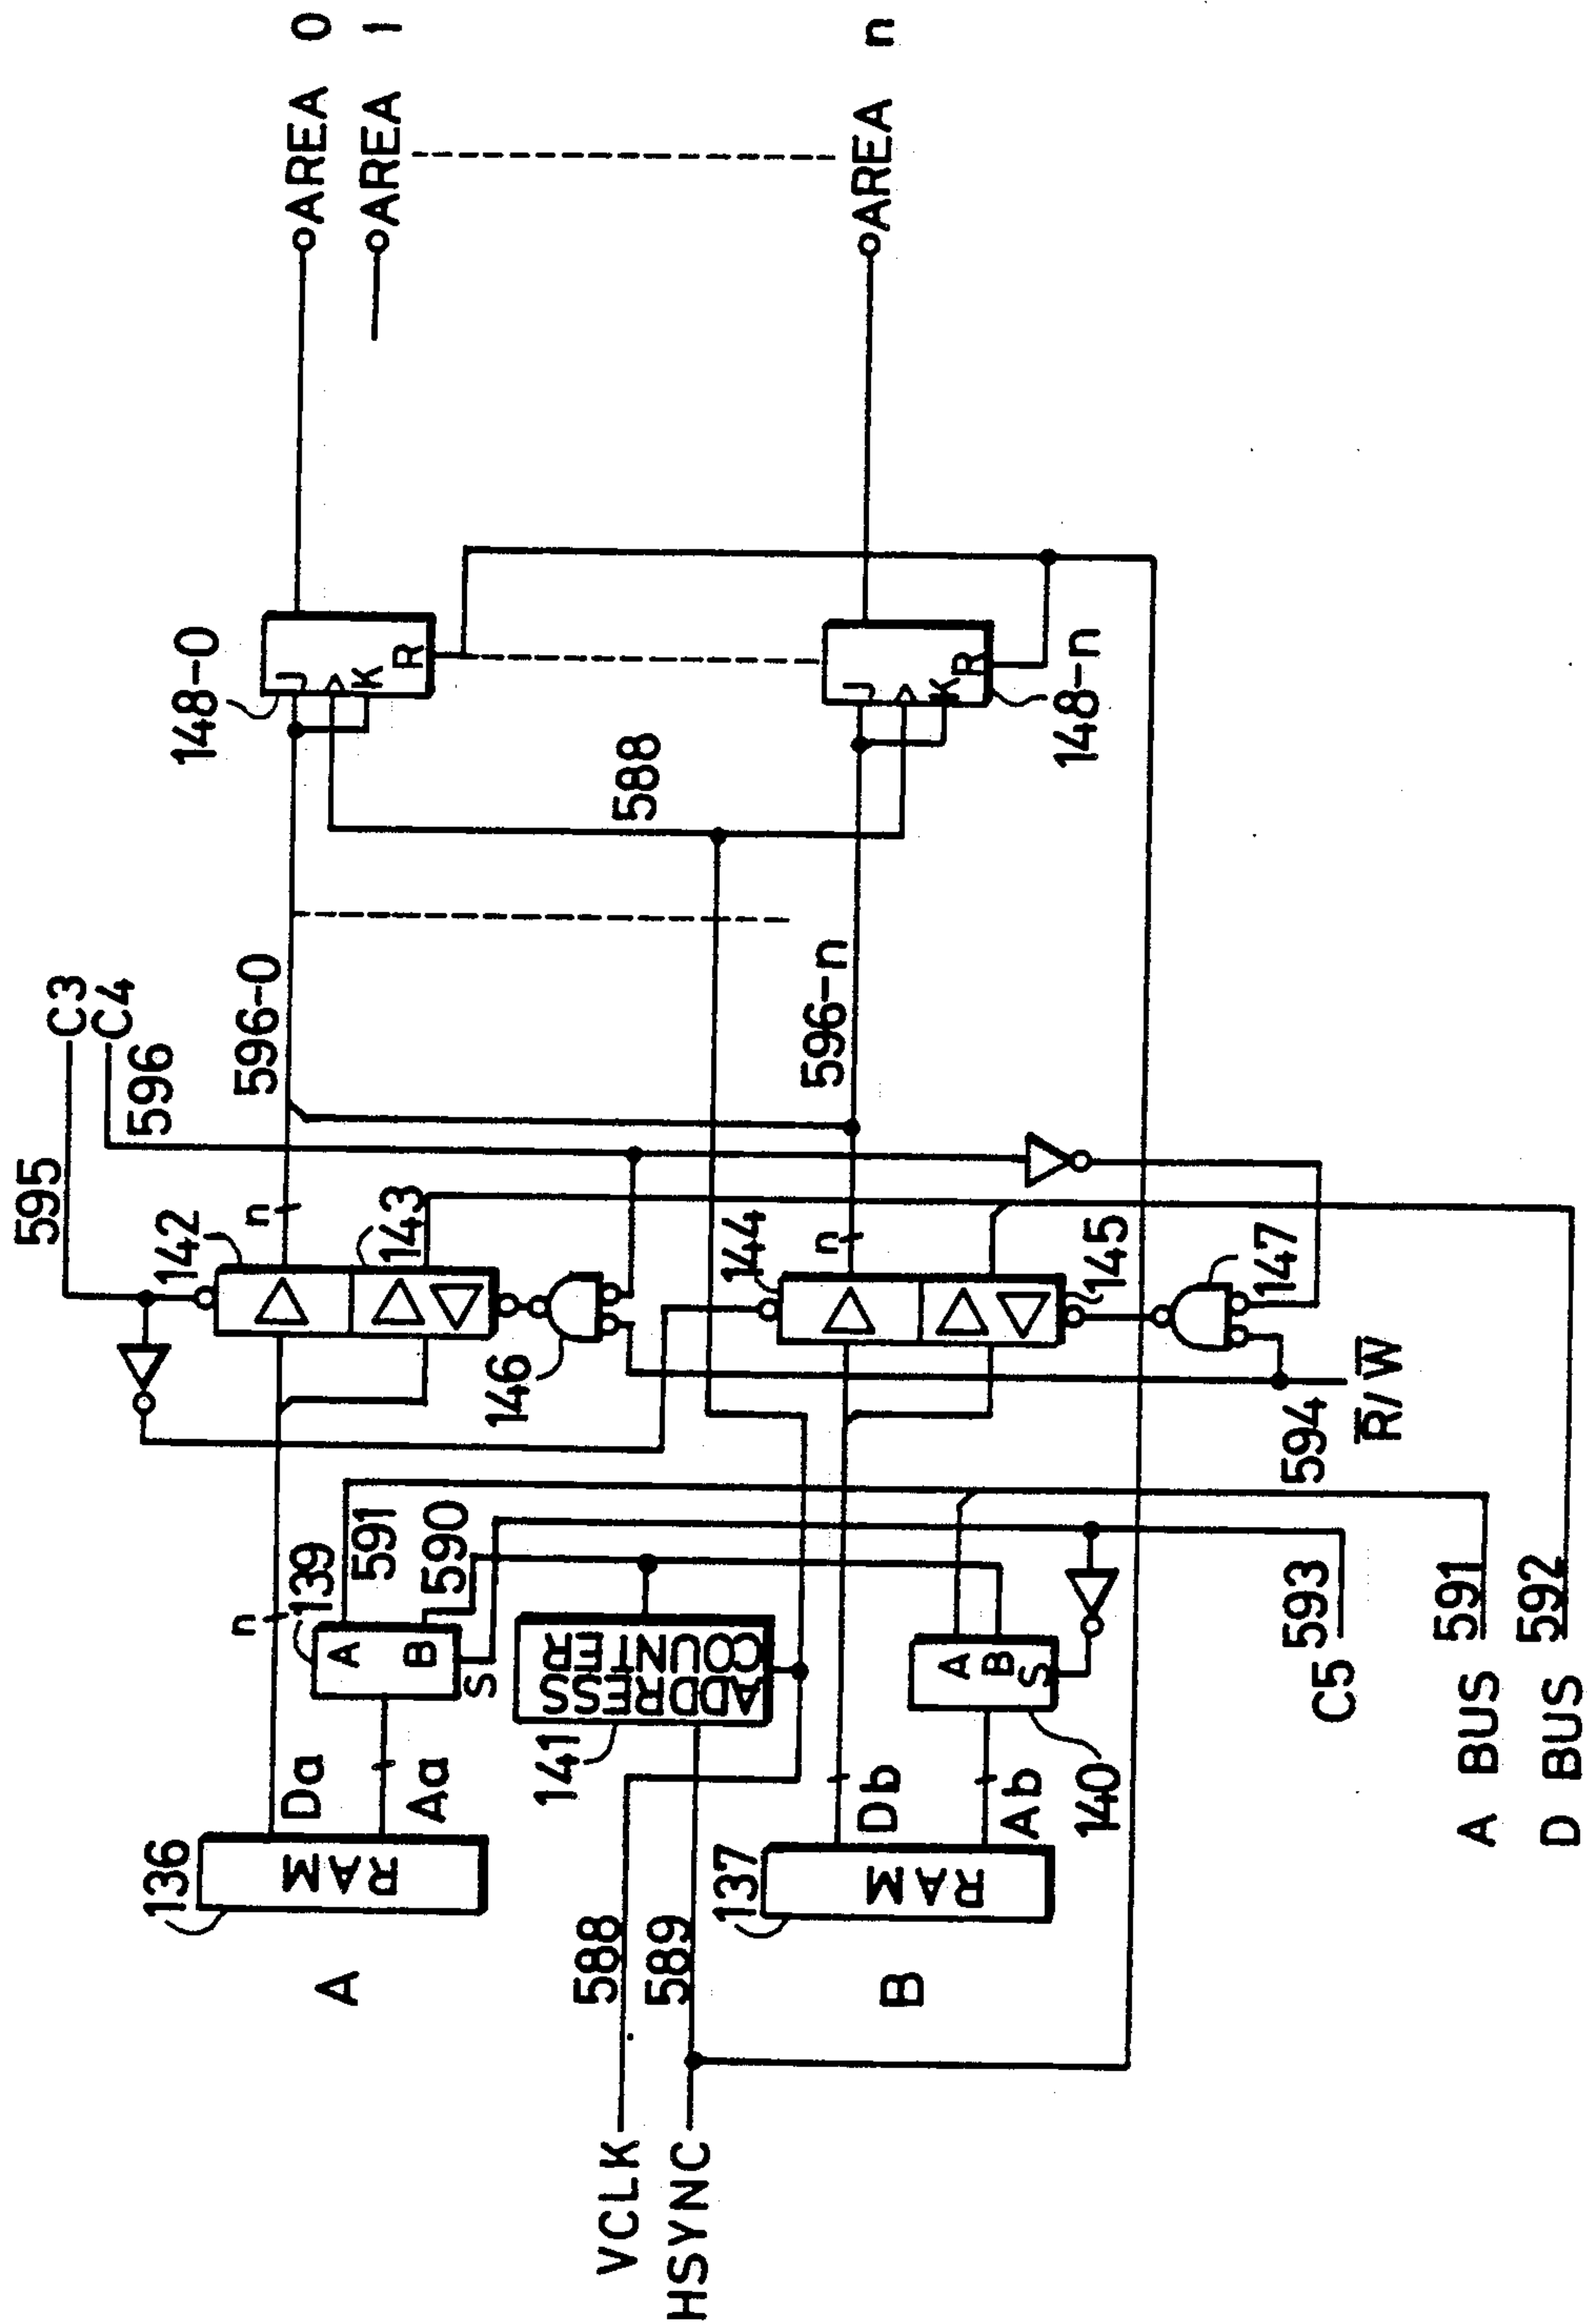 595
C3
C4
596
142
n
596-0
148-0
AREA 0
AREA 1
143
J
K
R
136
RAM
A
Da
Aa
n
139
A
B
S
591
590
146
588
141
ADDRESS
COUNTER
VCLK
588
HSYNC
589
144
n
596-n
J
K
R
148-n
AREA n
145
147
137
RAM
B
Db
Ab
140
A
B
S
594
R/W
C5
593
A BUS
591
D BUS
592